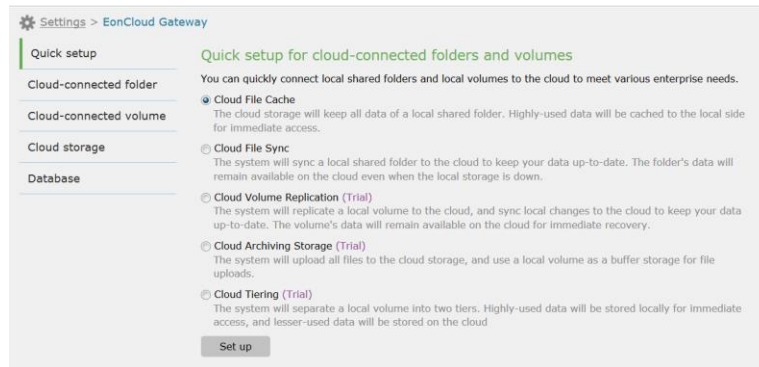 Settings > EonCloud Gateway
Quick setup
Cloud-connected folder
Cloud-connected volume
Cloud storage
Database
Quick setup for cloud-connected folders and volumes
You can quickly connect local shared folders and local volumes to the cloud to meet various enterprise needs.
Cloud File Cache
The cloud storage will keep all data of a local shared folder. Highly-used data will be cached to the local side
for immediate access.
Cloud File Sync
The system will sync a local shared folder to the cloud to keep your data up-to-date. The folder's data will
remain available on the cloud even when the local storage is down.
Cloud Volume Replication (Trial)
The system will replicate a local volume to the cloud, and sync local changes to the cloud to keep your data
up-to-date. The volume's data will remain available on the cloud for immediate recovery.
Cloud Archiving Storage (Trial)
The system will upload all files to the cloud storage, and use a local volume as a buffer storage for file
uploads.
Cloud Tiering (Trial)
The system will separate a local volume into two tiers. Highly-used data will be stored locally for immediate
access, and lesser-used data will be stored on the cloud
Set up